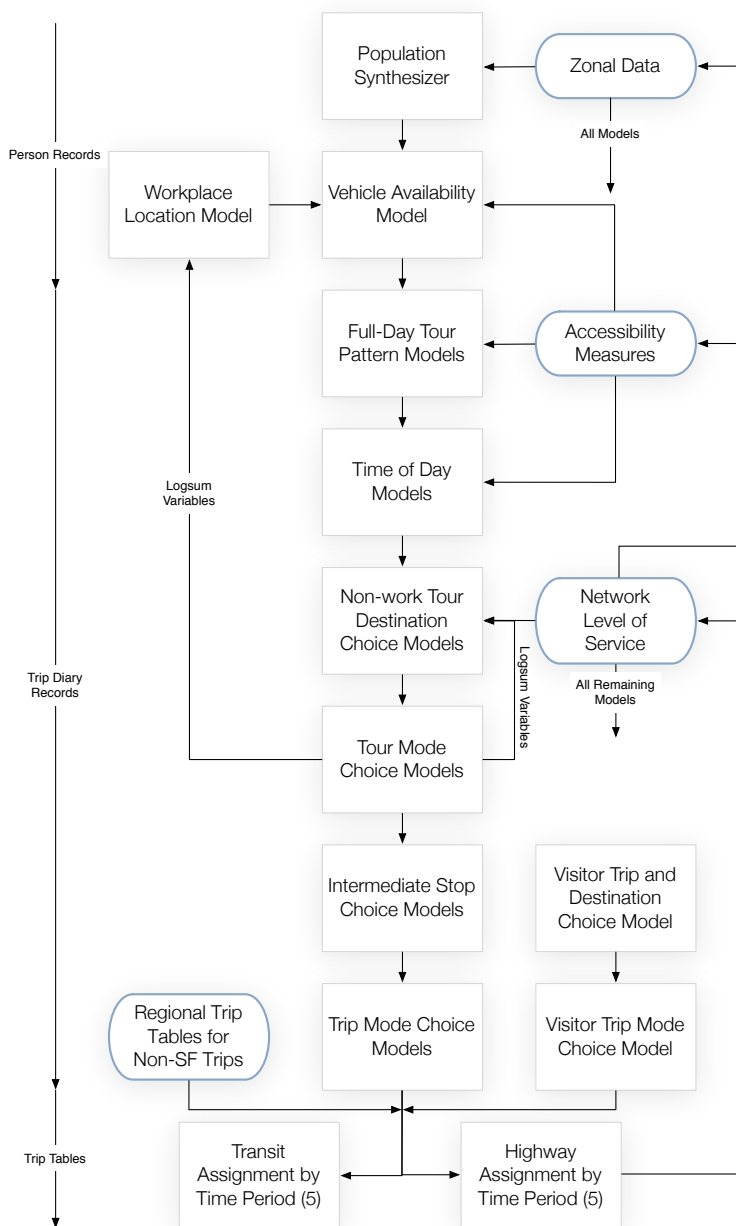 Population
Synthesizer
Zonal Data
All Models
Person Records
Workplace
Location Model
Vehicle Availability
Model
Full-Day Tour
Pattern Models
Accessibility
Measures
Time of Day
Models
Logsum
Variables
Non-work Tour
Destination
Choice Models
Network
Level of
Service
Logsum Variables
All Remaining
Models
Trip Diary
Records
Tour Mode
Choice Models
Intermediate Stop
Choice Models
Visitor Trip and
Destination
Choice Model
Regional Trip
Tables for
Non-SF Trips
Trip Mode Choice
Models
Visitor Trip Mode
Choice Model
Trip Tables
Transit
Assignment by
Time Period (5)
Highway
Assignment by
Time Period (5)